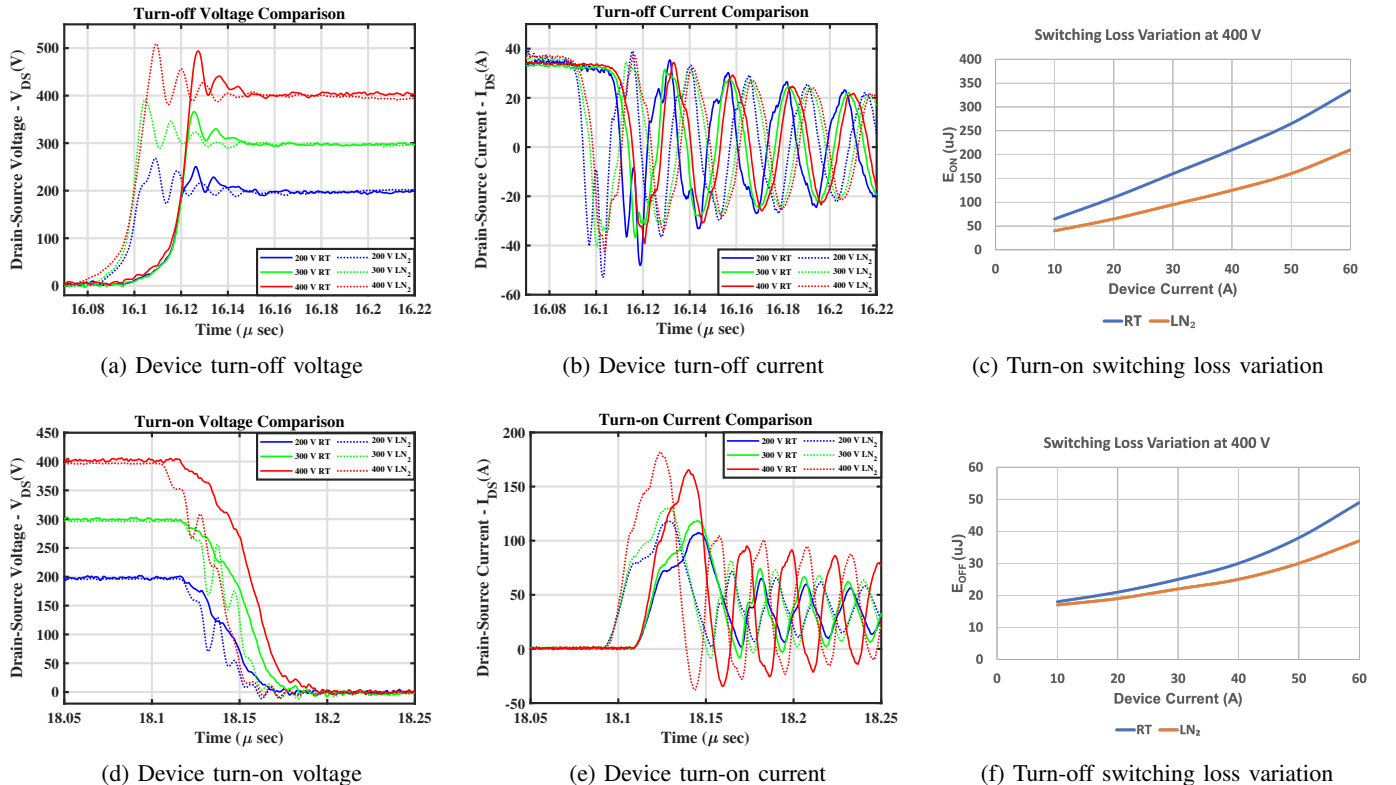 Turn-off Voltage Comparison
Drain-Source Voltage - V_DS(V)
500
400
300
200
100
0
16.08 16.1 16.12 16.14 16.16 16.18 16.2 16.22
Time (μ sec)
200 V RT 200 V LN2
300 V RT 300 V LN2
400 V RT 400 V LN2
(a) Device turn-off voltage
Turn-off Current Comparison
Drain-Source Current - I_DS(A)
60
40
20
0
-20
-40
-60
16.08 16.1 16.12 16.14 16.16 16.18 16.2 16.22
Time (μ sec)
200 V RT 200 V LN2
300 V RT 300 V LN2
400 V RT 400 V LN2
(b) Device turn-off current
Switching Loss Variation at 400 V
E_ON (uJ)
400
350
300
250
200
150
100
50
0
0 10 20 30 40 50 60
Device Current (A)
RT LN₂
(c) Turn-on switching loss variation
Turn-on Voltage Comparison
Drain-Source Voltage - V_DS(V)
450
400
350
300
250
200
150
100
50
0
18.05 18.1 18.15 18.2 18.25
Time (μ sec)
200 V RT 200 V LN2
300 V RT 300 V LN2
400 V RT 400 V LN2
(d) Device turn-on voltage
Turn-on Current Comparison
Drain-Source Current - I_DS(A)
200
150
100
50
0
-50
18.05 18.1 18.15 18.2 18.25
Time (μ sec)
200 V RT 200 V LN2
300 V RT 300 V LN2
400 V RT 400 V LN2
(e) Device turn-on current
Switching Loss Variation at 400 V
E_OFF (uJ)
60
50
40
30
20
10
0
0 10 20 30 40 50 60
Device Current (A)
RT LN₂
(f) Turn-off switching loss variation